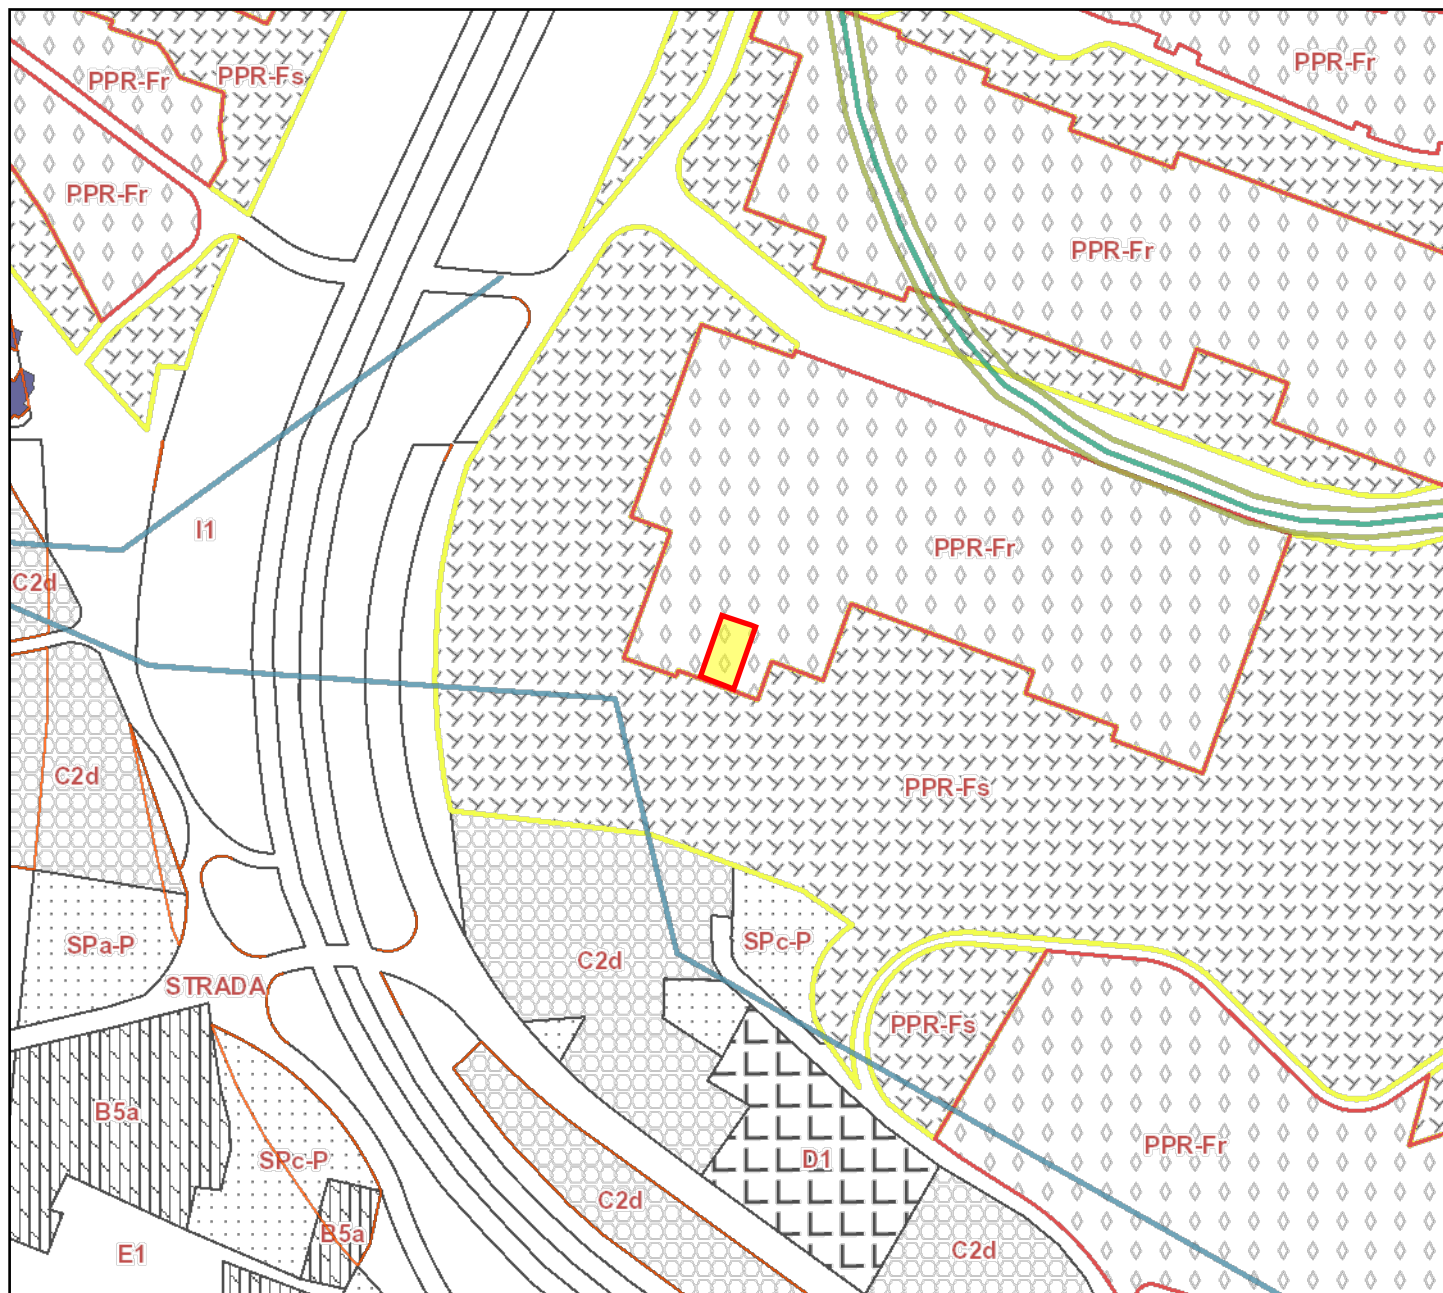 PPR-Fr
PPR-Fr
PPR-Fs
PPR-Fr
PPR-Fr
I1
PPR-Fr
C2d
C2d
PPR-Fs
SPa-P
SPc-P
C2d
STRADA
PPR-Fs
B5a
SPc-P
D1
PPR-Fr
C2d
B5a
E1
C2d